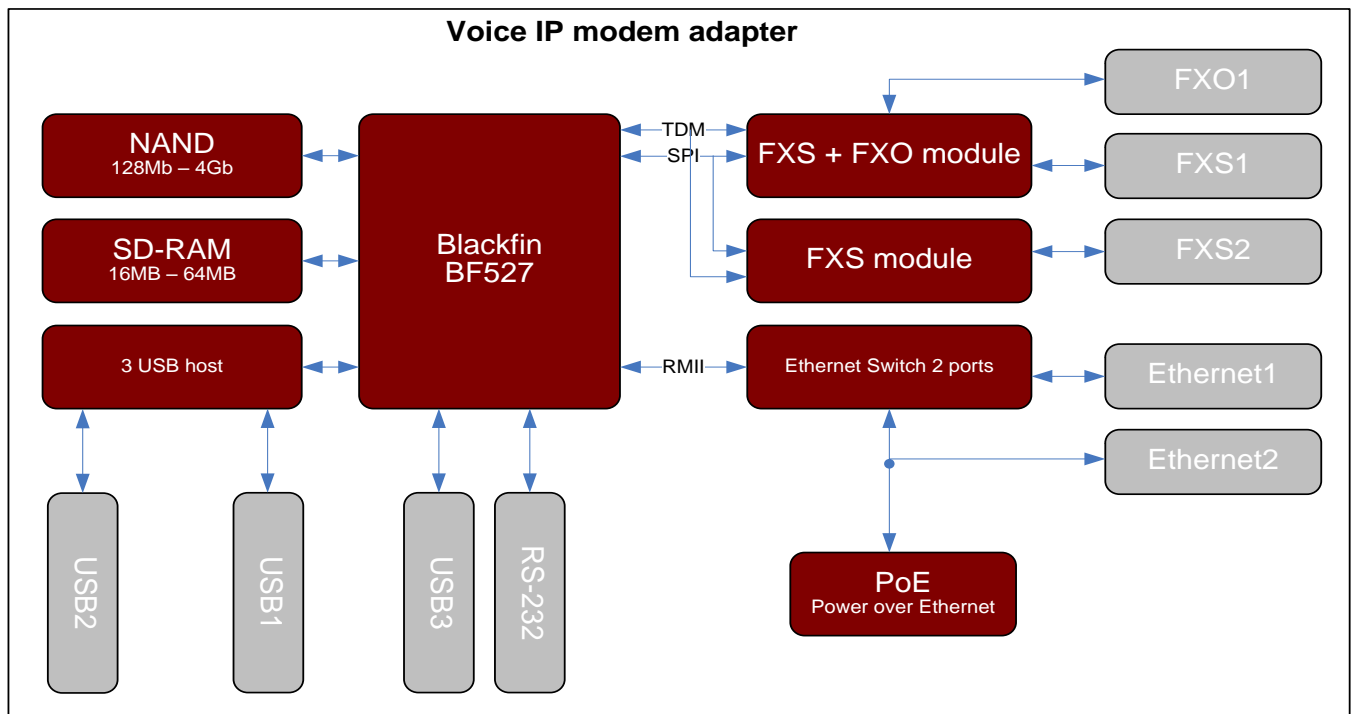 Voice IP modem adapter
FXO1
NAND
128Mb – 4Gb
TDM
SPI
FXS + FXO module
FXS1
SD-RAM
16MB – 64MB
Blackfin
BF527
FXS module
FXS2
3 USB host
RMII
Ethernet Switch 2 ports
Ethernet1
Ethernet2
USB2
USB1
USB3
RS-232
PoE
Power over Ethernet